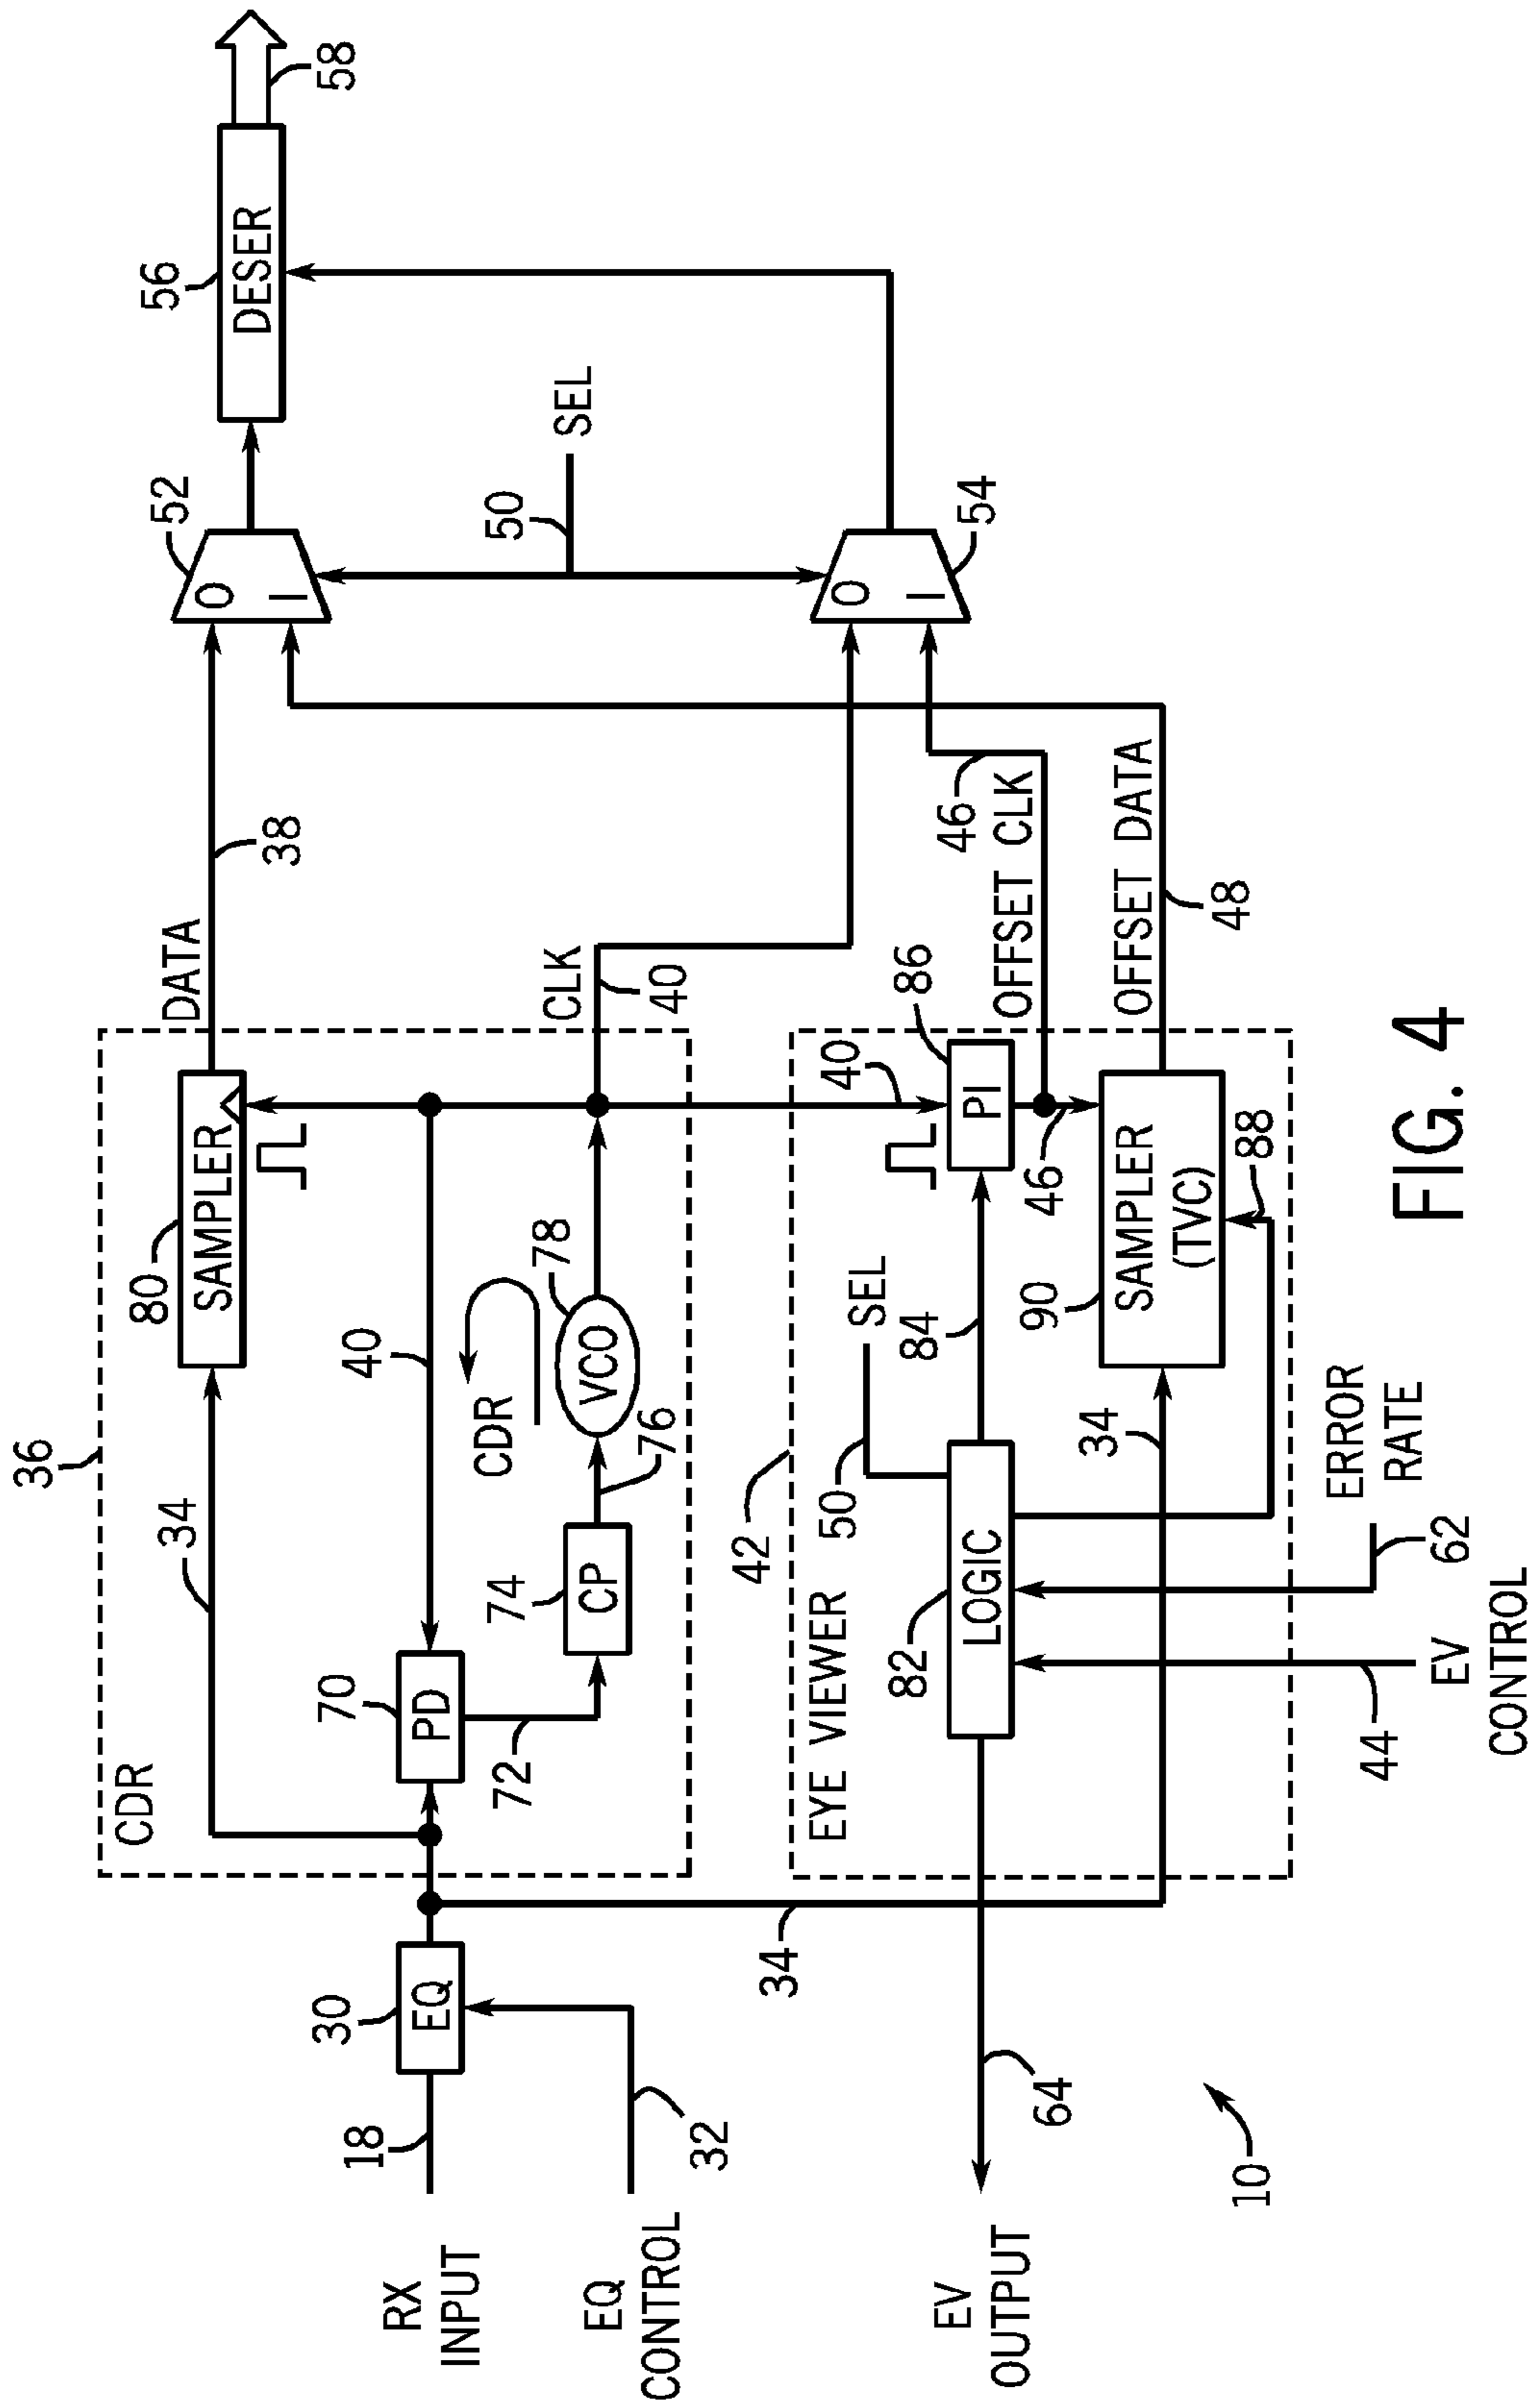 36
CDR
34
80
SAMPLER
DATA
38
52
0
1
56
DESER
58
RX
INPUT
18
30
EQ
EQ
CONTROL
32
70
PD
72
40
74
CP
76
CDR
78
VCO
CLK
40
50
SEL
34
42
EYE VIEWER
50
SEL
82
LOGIC
84
40
86
PI
46
OFFSET CLK
46
0
1
54
EV
OUTPUT
64
34
90
SAMPLER
(TVC)
88
OFFSET DATA
48
44
EV
CONTROL
62
ERROR
RATE
10
FIG. 4